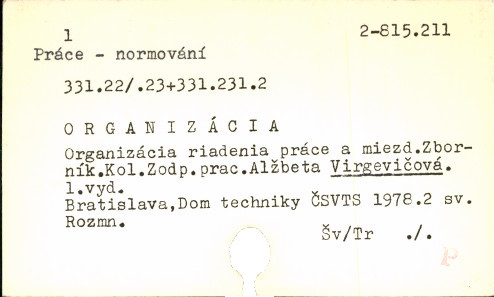 1 2-815.211
Práce - normování
331.22/.23+331.231.2
O R G A N I Z Á C I A
Organizácia riadenia práce a miezd.Zbor-
ník.Kol.Zodp.prac.Alžbeta Virgevičová.
1.vyd.
Bratislava,Dom techniky ČSVTS 1978.2 sv.
Rozmn.
Šv/Tr ./.
P